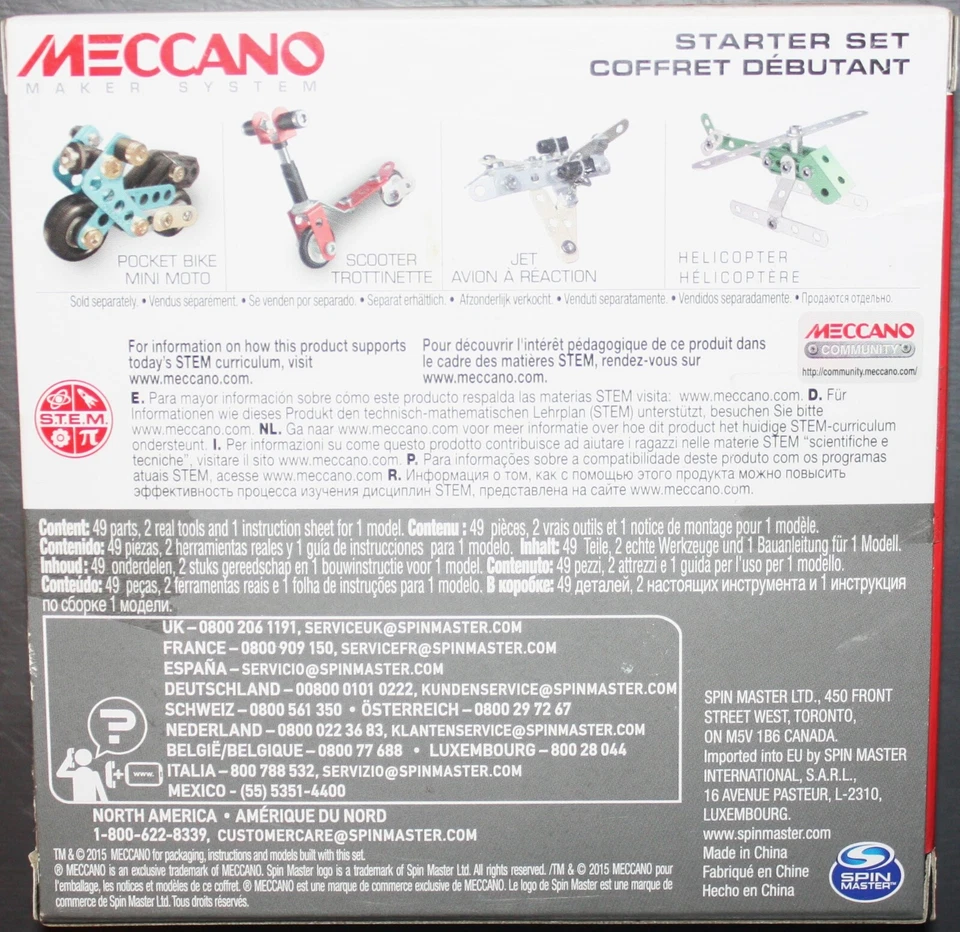 MECCANO
MAKER SYSTEM
STARTER SET
COFFRET DÉBUTANT
POCKET BIKE
MINI MOTO
SCOOTER
TROTTINETTE
JET
AVION À RÉACTION
HELICOPTER
HÉLICOPTÈRE
Sold separately. • Vendus séparément. • Se venden por separado. • Separat erhältlich. • Afzonderlijk verkocht. • Venduti separatamente. • Vendidos separadamente. • Продаются отдельно.
For information on how this product supports
today's STEM curriculum, visit
www.meccano.com.
Pour découvrir l'intérêt pédagogique de ce produit dans
le cadre des matières STEM, rendez-vous sur
www.meccano.com.
MECCANO
COMMUNITY
http://community.meccano.com/
S.T.E.M.
π
E. Para mayor información sobre cómo este producto respalda las materias STEM visita: www.meccano.com. D. Für
Informationen wie dieses Produkt den technisch-mathematischen Lehrplan (STEM) unterstützt, besuchen Sie bitte
www.meccano.com. NL. Ga naar www.meccano.com voor meer informatie over hoe dit product het huidige STEM-curriculum
ondersteunt. I. Per informazioni su come questo prodotto contribuisce ad aiutare i ragazzi nelle materie STEM "scientifiche e
tecniche", visitare il sito www.meccano.com. P. Para informações sobre a compatibilidade deste produto com os programas
atuais STEM, acesse www.meccano.com R. Информация о том, как с помощью этого продукта можно повысить
эффективность процесса изучения дисциплин STEM, представлена на сайте www.meccano.com.
Content: 49 parts, 2 real tools and 1 instruction sheet for 1 model. Contenu : 49 pièces, 2 vrais outils et 1 notice de montage pour 1 modèle.
Contenido: 49 piezas, 2 herramientas reales y 1 guía de instrucciones para 1 modelo. Inhalt: 49 Teile, 2 echte Werkzeuge und 1 Bauanleitung für 1 Modell.
Inhoud: 49 onderdelen, 2 stuks gereedschap en 1 bouwinstructie voor 1 model. Contenuto: 49 pezzi, 2 attrezzi e 1 guida per l'uso per 1 modello.
Conteúdo: 49 peças, 2 ferramentas reais e 1 folha de instruções para 1 modelo. В коробке: 49 деталей, 2 настоящих инструмента и 1 инструкция
по сборке 1 модели.
UK – 0800 206 1191, SERVICEUK@SPINMASTER.COM
FRANCE – 0800 909 150, SERVICEFR@SPINMASTER.COM
ESPAÑA – SERVICIO@SPINMASTER.COM
DEUTSCHLAND – 00800 0101 0222, KUNDENSERVICE@SPINMASTER.COM
SCHWEIZ – 0800 561 350 • ÖSTERREICH – 0800 29 72 67
NEDERLAND – 0800 022 36 83, KLANTENSERVICE@SPINMASTER.COM
BELGIË/BELGIQUE – 0800 77 688 • LUXEMBOURG – 800 28 044
ITALIA – 800 788 532, SERVIZIO@SPINMASTER.COM
MEXICO - (55) 5351-4400
?
+ www.
NORTH AMERICA • AMÉRIQUE DU NORD
1-800-622-8339, CUSTOMERCARE@SPINMASTER.COM
SPIN MASTER LTD., 450 FRONT
STREET WEST, TORONTO,
ON M5V 1B6 CANADA.
Imported into EU by SPIN MASTER
INTERNATIONAL, S.A.R.L.,
16 AVENUE PASTEUR, L-2310,
LUXEMBOURG.
www.spinmaster.com
Made in China
Fabriqué en Chine
Hecho en China
TM & © 2015 MECCANO for packaging, instructions and models built with this set.
® MECCANO is an exclusive trademark of MECCANO. Spin Master logo is a trademark of Spin Master Ltd. All rights reserved. /TM & © 2015 MECCANO pour
l'emballage, les notices et modèles de ce coffret. ® MECCANO est une marque de commerce exclusive de MECCANO. Le logo de Spin Master est une marque de
commerce de Spin Master Ltd. Tous droits réservés.
SPIN
MASTER™